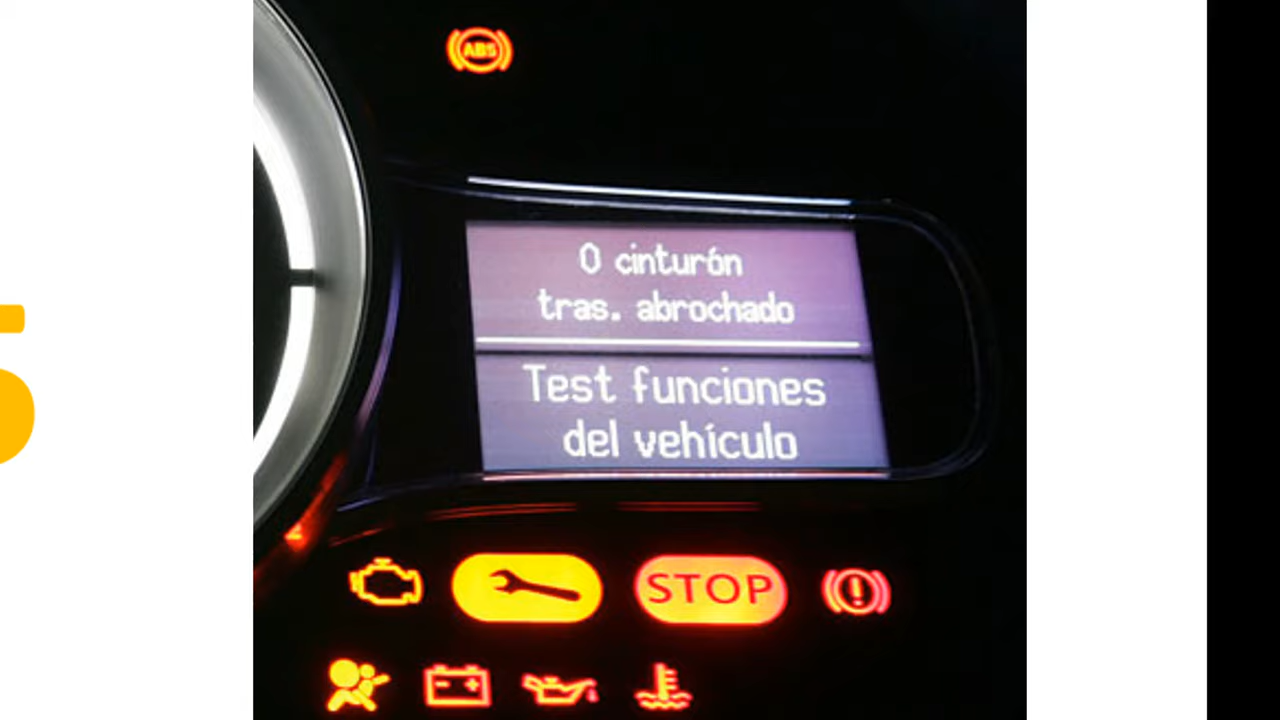 ABS
0 cinturón
tras. abrochado
Test funciones
del vehículo
STOP